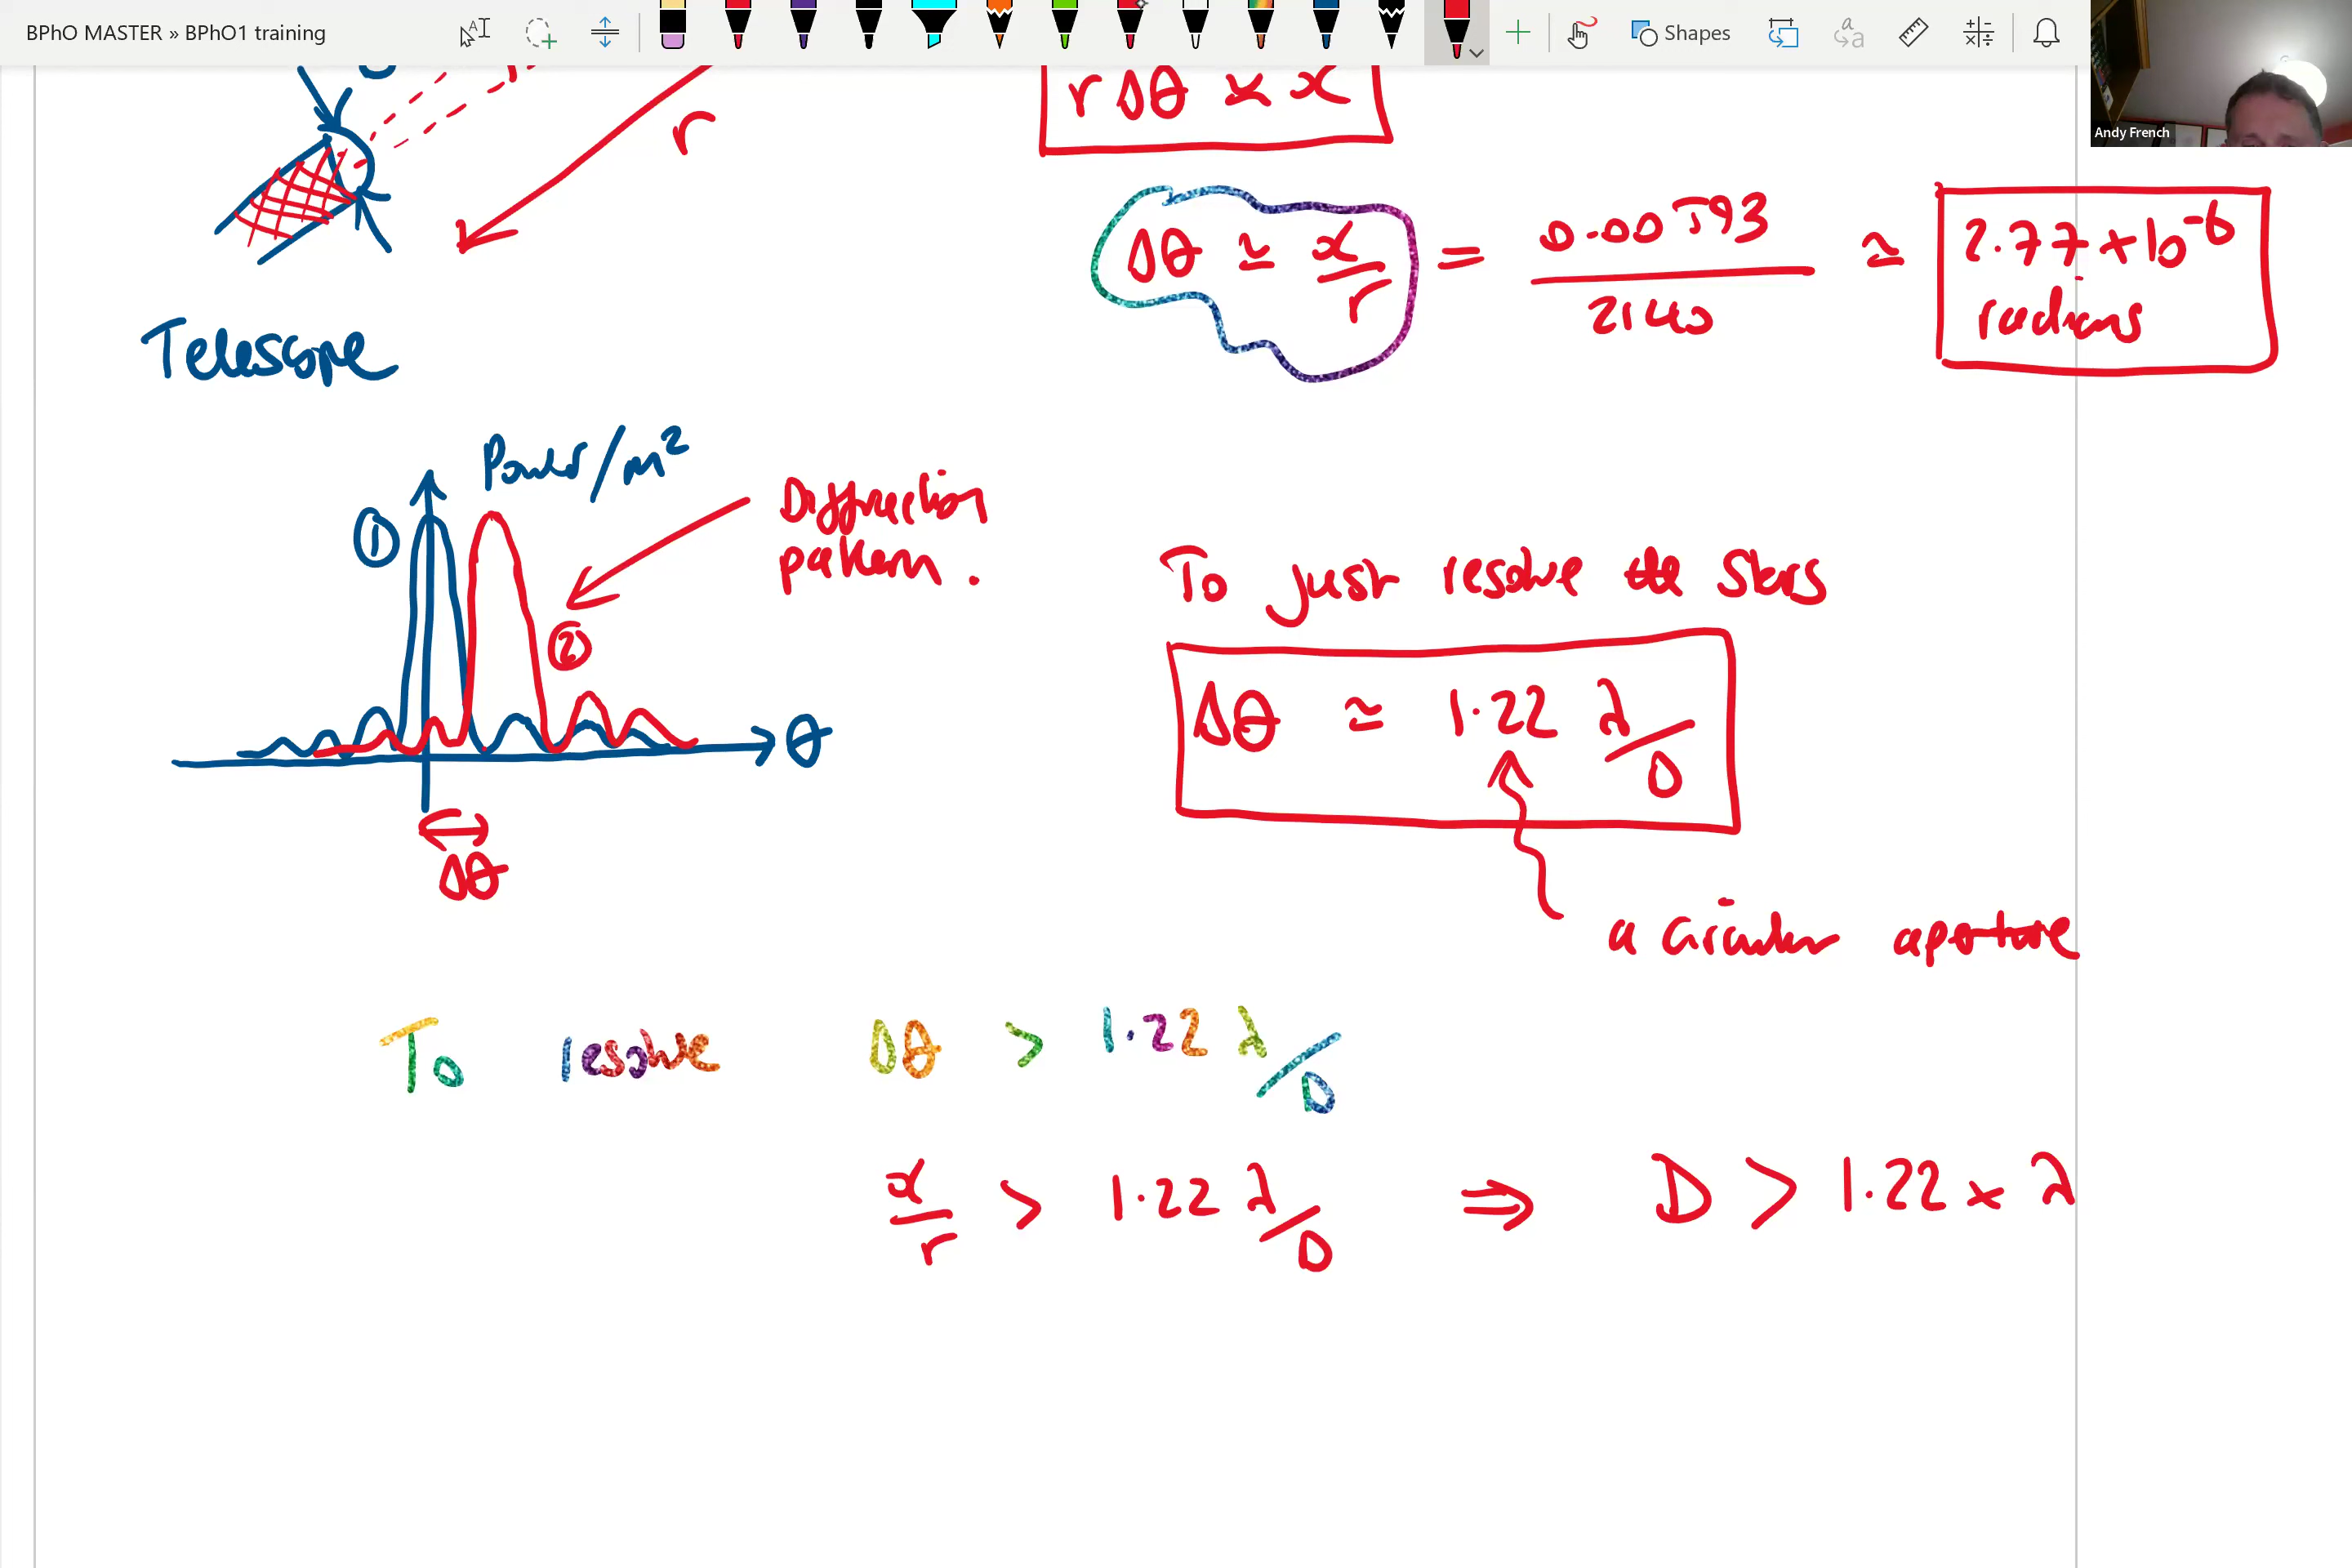 BPhO MASTER » BPhO1 training
Shapes
Andy French
r
rΔθ ≃ x
Δθ ≃ x/r = 0.00593/2140 ≃ 2.77 × 10⁻⁶
radians
Telescope
Power/m²
①
Diffraction
pattern.
②
θ
Δθ
To just resolve the stars
Δθ ≃ 1.22 λ/D
a circular aperture
To resolve Δθ > 1.22 λ/D
x/r > 1.22 λ/D ⇒ D > 1.22 × λ